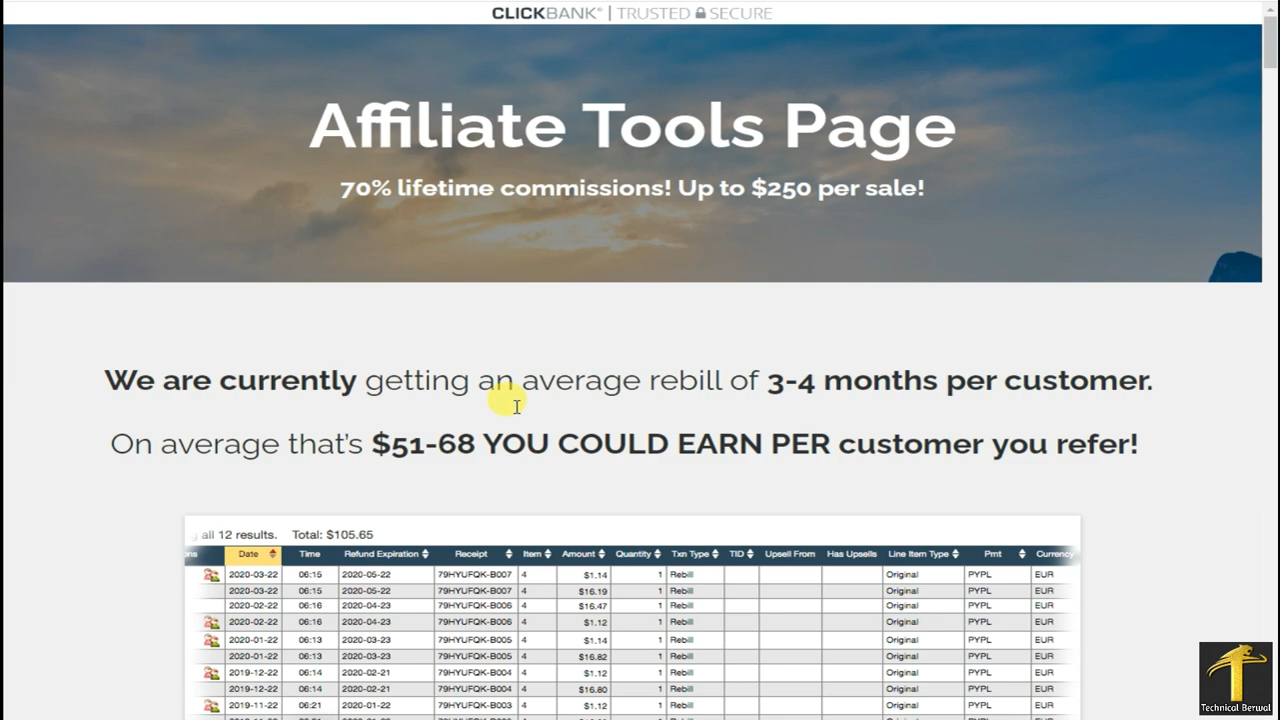 CLICKBANK® | TRUSTED SECURE
Affiliate Tools Page
70% lifetime commissions! Up to $250 per sale!
We are currently getting an average rebill of 3-4 months per customer.
On average that's $51-68 YOU COULD EARN PER customer you refer!
all 12 results. Total: $105.65
Date Time Refund Expiration Receipt Item Amount Quantity Txn Type TID Upsell From Has Upsells Line Item Type Pmt Currency
2020-03-22 06:15 2020-05-22 79HYUFQK-B007 4 $1.14 1 Rebill Original PYPL EUR
2020-03-22 06:15 2020-05-22 79HYUFQK-B007 4 $16.19 1 Rebill Original PYPL EUR
2020-02-22 06:16 2020-04-23 79HYUFQK-B006 4 $16.47 1 Rebill Original PYPL EUR
2020-02-22 06:16 2020-04-23 79HYUFQK-B006 4 $1.12 1 Rebill Original PYPL EUR
2020-01-22 06:13 2020-03-23 79HYUFQK-B005 4 $1.14 1 Rebill Original PYPL EUR
2020-01-22 06:13 2020-03-23 79HYUFQK-B005 4 $16.82 1 Rebill Original PYPL EUR
2019-12-22 06:14 2020-02-21 79HYUFQK-B004 4 $1.12 1 Rebill Original PYPL EUR
2019-12-22 06:14 2020-02-21 79HYUFQK-B004 4 $16.80 1 Rebill Original PYPL EUR
2019-11-22 06:21 2020-01-22 79HYUFQK-B003 4 $1.12 1 Rebill Original PYPL EUR
Technical Berwal